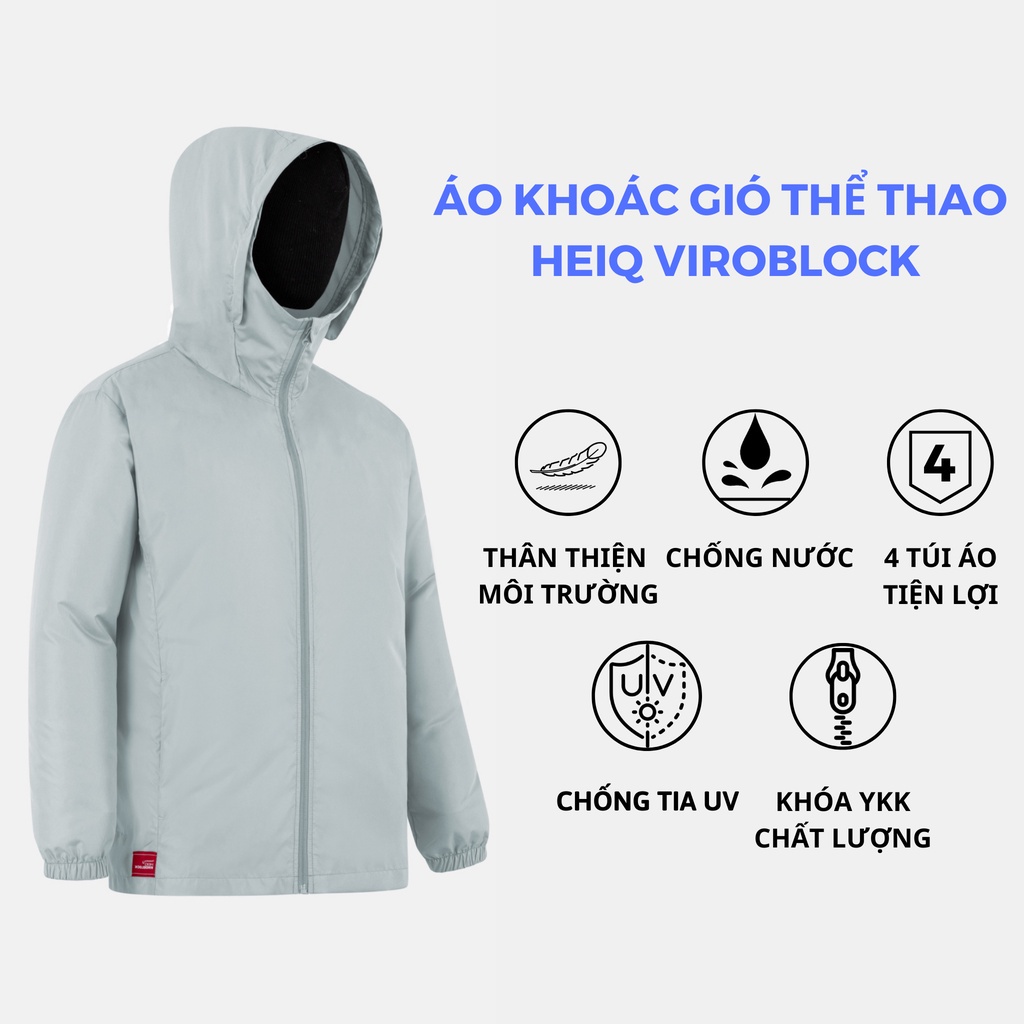 ÁO KHOÁC GIÓ THỂ THAO
HEIQ VIROBLOCK
4
THÂN THIỆN
MÔI TRƯỜNG
CHỐNG NƯỚC
4 TÚI ÁO
TIỆN LỢI
UV
CHỐNG TIA UV
KHÓA YKK
CHẤT LƯỢNG